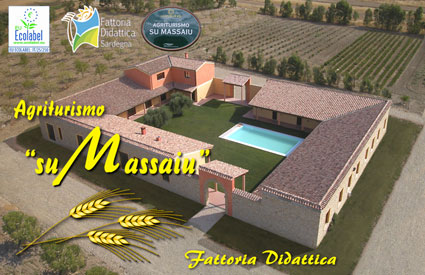 Ecolabel
Fattoria
Didattica
Sardegna
AGRITURISMO
SU MASSAIU
Agriturismo
"su Massaiu"
Fattoria Didattica